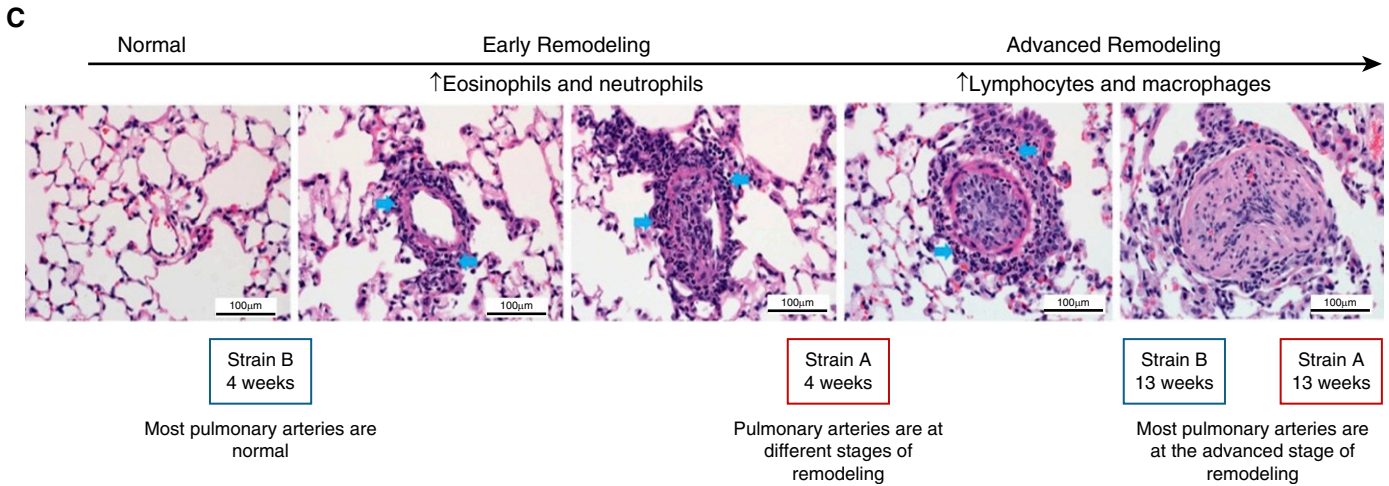 C
Normal
Early Remodeling
Advanced Remodeling
↑Eosinophils and neutrophils
↑Lymphocytes and macrophages
100μm
100μm
100μm
100μm
100μm
Strain B
4 weeks
Strain A
4 weeks
Strain B
13 weeks
Strain A
13 weeks
Most pulmonary arteries are
normal
Pulmonary arteries are at
different stages of
remodeling
Most pulmonary arteries are
at the advanced stage of
remodeling